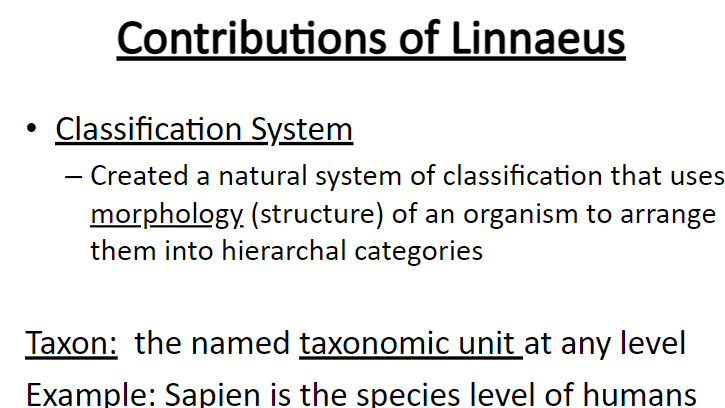 Contributions of Linnaeus
• Classification System
– Created a natural system of classification that uses
morphology (structure) of an organism to arrange
them into hierarchal categories
Taxon: the named taxonomic unit at any level
Example: Sapien is the species level of humans